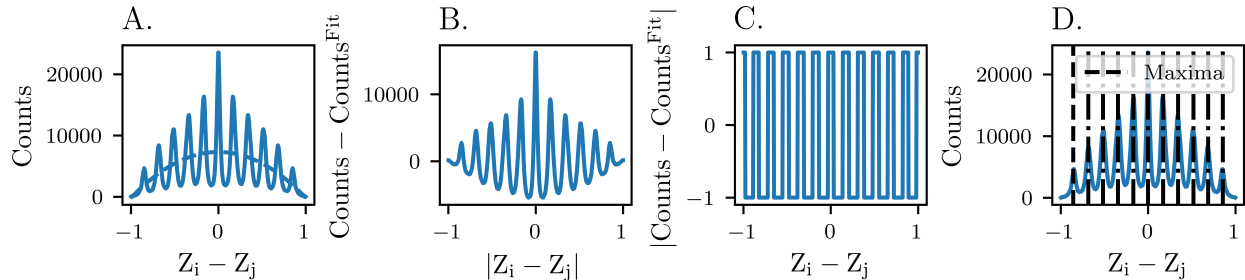 A.
Counts
20000
10000
0
−1
0
1
Z_i − Z_j
B.
Counts − Counts^Fit
10000
0
−1
0
1
|Z_i − Z_j|
C.
|Counts − Counts^Fit|
1
0
−1
−1
0
1
Z_i − Z_j
D.
Counts
20000
10000
0
−1
0
1
Z_i − Z_j
Maxima